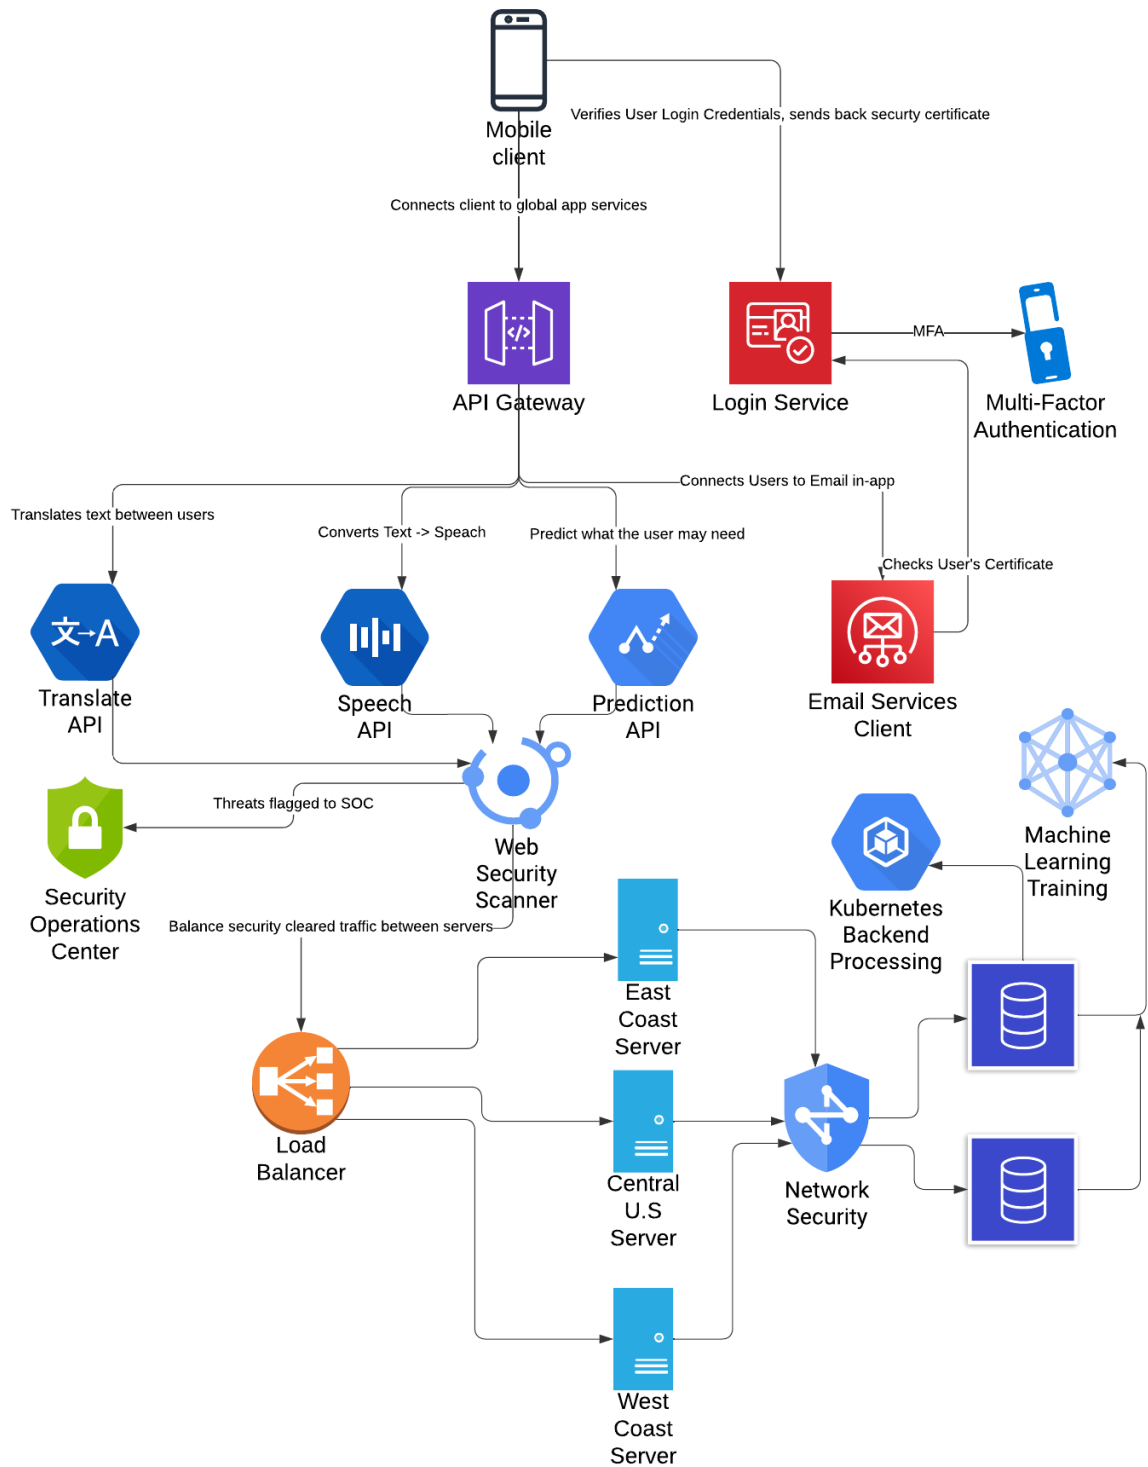 Mobile
client
Verifies User Login Credentials, sends back securty certificate
Connects client to global app services
API Gateway
Login Service
MFA
Multi-Factor
Authentication
Connects Users to Email in-app
Translates text between users
Converts Text -> Speach
Predict what the user may need
Checks User's Certificate
文→A
Translate
API
Speech
API
Prediction
API
Email Services
Client
Threats flagged to SOC
Security
Operations
Center
Web
Security
Scanner
Machine
Learning
Training
Kubernetes
Backend
Processing
Balance security cleared traffic between servers
East
Coast
Server
Load
Balancer
Central
U.S
Server
Network
Security
West
Coast
Server